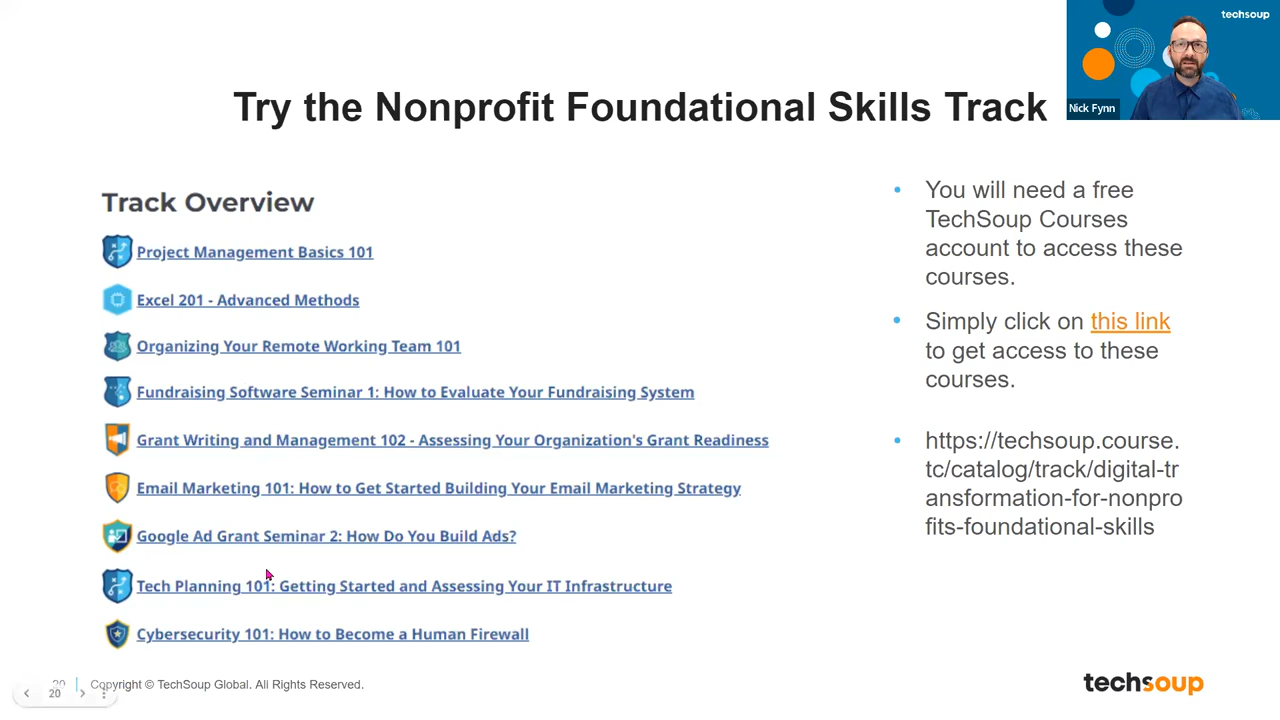 techsoup
Nick Fynn
Try the Nonprofit Foundational Skills Track
Track Overview
Project Management Basics 101
Excel 201 - Advanced Methods
Organizing Your Remote Working Team 101
Fundraising Software Seminar 1: How to Evaluate Your Fundraising System
Grant Writing and Management 102 - Assessing Your Organization's Grant Readiness
Email Marketing 101: How to Get Started Building Your Email Marketing Strategy
Google Ad Grant Seminar 2: How Do You Build Ads?
Tech Planning 101: Getting Started and Assessing Your IT Infrastructure
Cybersecurity 101: How to Become a Human Firewall
• You will need a free
TechSoup Courses
account to access these
courses.
• Simply click on this link
to get access to these
courses.
• https://techsoup.course.
tc/catalog/track/digital-tr
ansformation-for-nonpro
fits-foundational-skills
20 | Copyright © TechSoup Global. All Rights Reserved.
20
techsoup